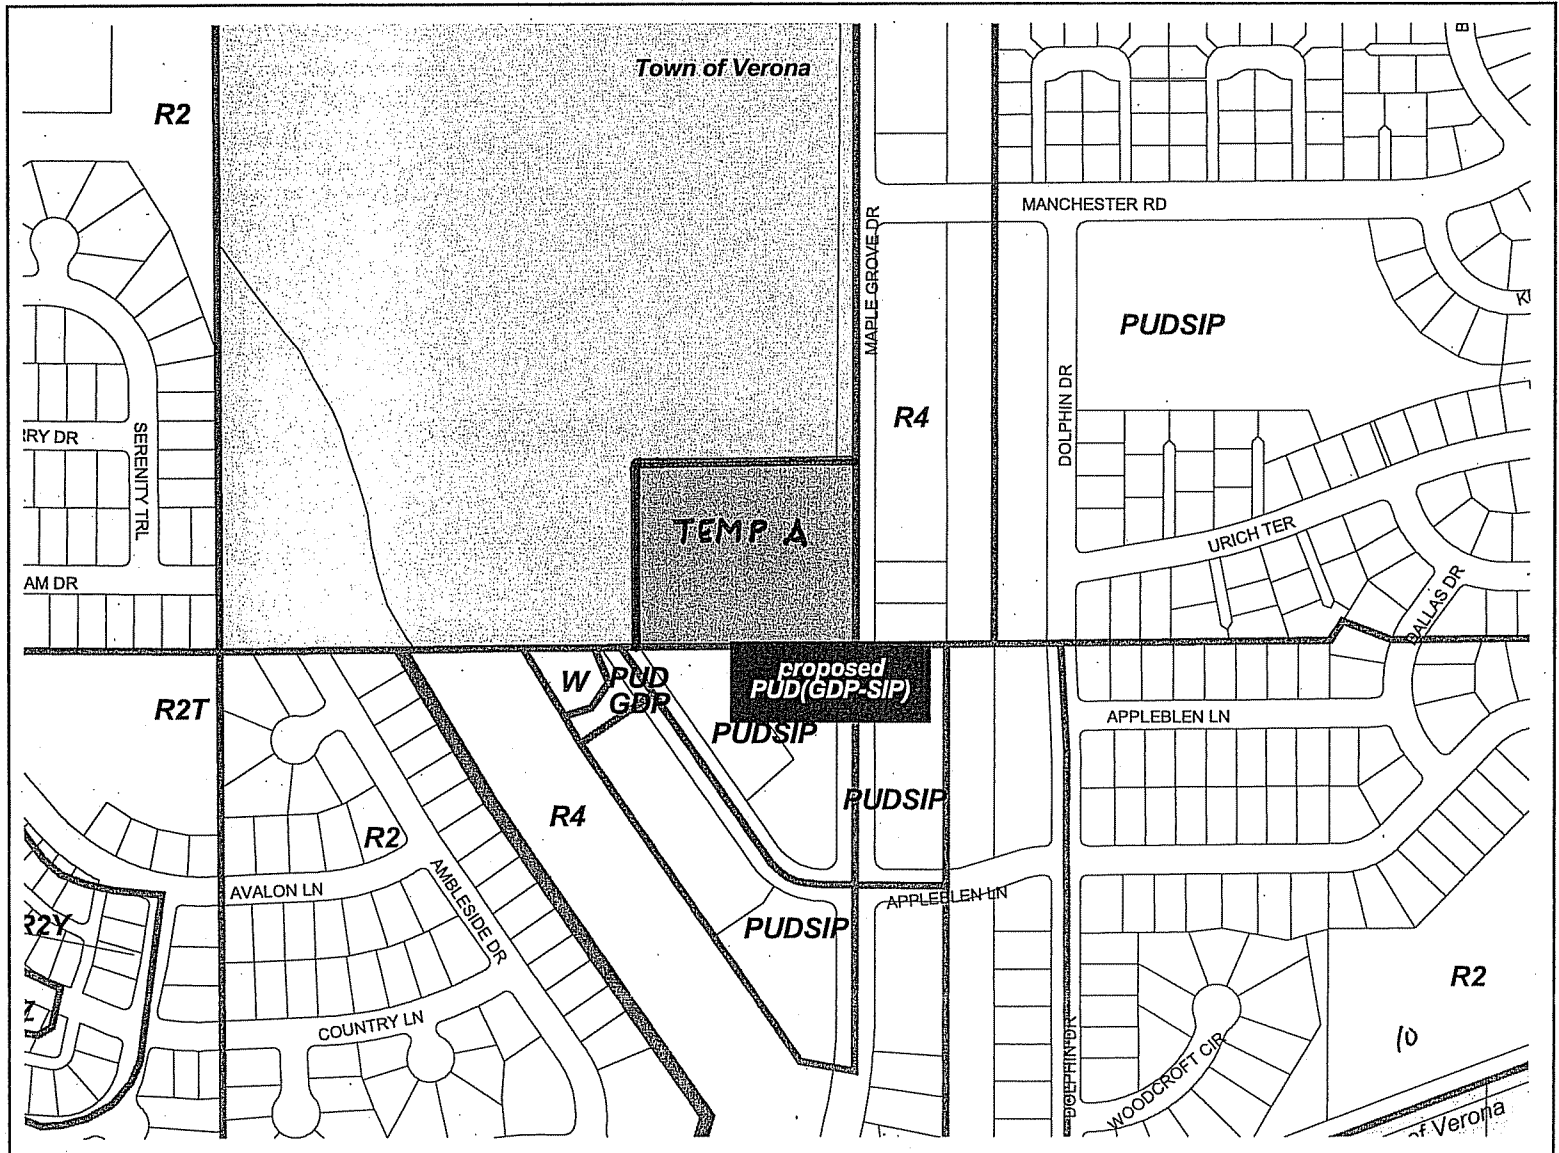 Town of Verona
R2
MANCHESTER RD
MAPLE GROVE DR
PUDSIP
DOLPHIN DR
R4
RRY DR
SERENITY TRL
TEMP A
URICH TER
AM DR
DALLAS DR
proposed
PUD(GDP-SIP)
W
PUD
GDP
R2T
APPLEBLEN LN
PUDSIP
PUDSIP
R4
R2
AMBLESIDE DR
AVALON LN
APPLEBLEN LN
R2Y
PUDSIP
R2
COUNTRY LN
10
DOLPHIN DR
WOODCROFT CIR
of Verona